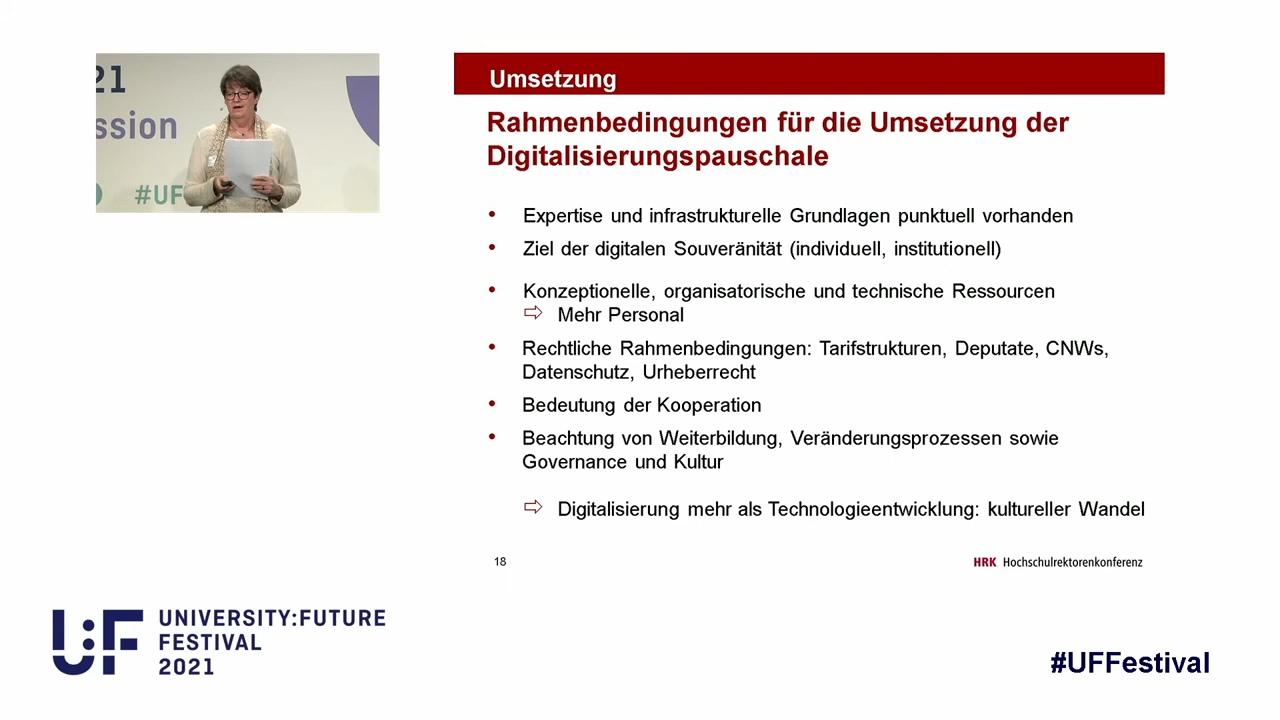 21
ssion
#UF
Umsetzung
Rahmenbedingungen für die Umsetzung der
Digitalisierungspauschale
• Expertise und infrastrukturelle Grundlagen punktuell vorhanden
• Ziel der digitalen Souveränität (individuell, institutionell)
• Konzeptionelle, organisatorische und technische Ressourcen
⇨ Mehr Personal
• Rechtliche Rahmenbedingungen: Tarifstrukturen, Deputate, CNWs,
Datenschutz, Urheberrecht
• Bedeutung der Kooperation
• Beachtung von Weiterbildung, Veränderungsprozessen sowie
Governance und Kultur
⇨ Digitalisierung mehr als Technologieentwicklung: kultureller Wandel
18
HRK Hochschulrektorenkonferenz
U:F
UNIVERSITY:FUTURE
FESTIVAL
2021
#UFFestival